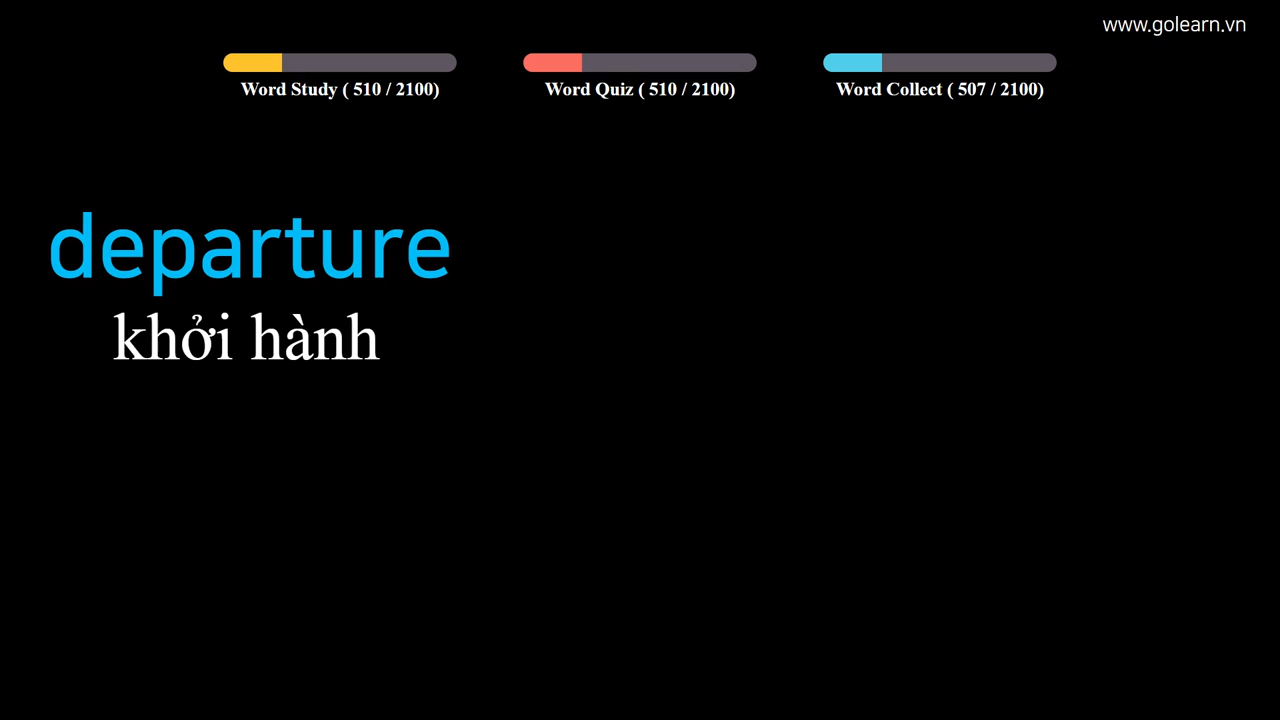 www.golearn.vn
Word Study ( 510 / 2100)
Word Quiz ( 510 / 2100)
Word Collect ( 507 / 2100)
departure
khởi hành